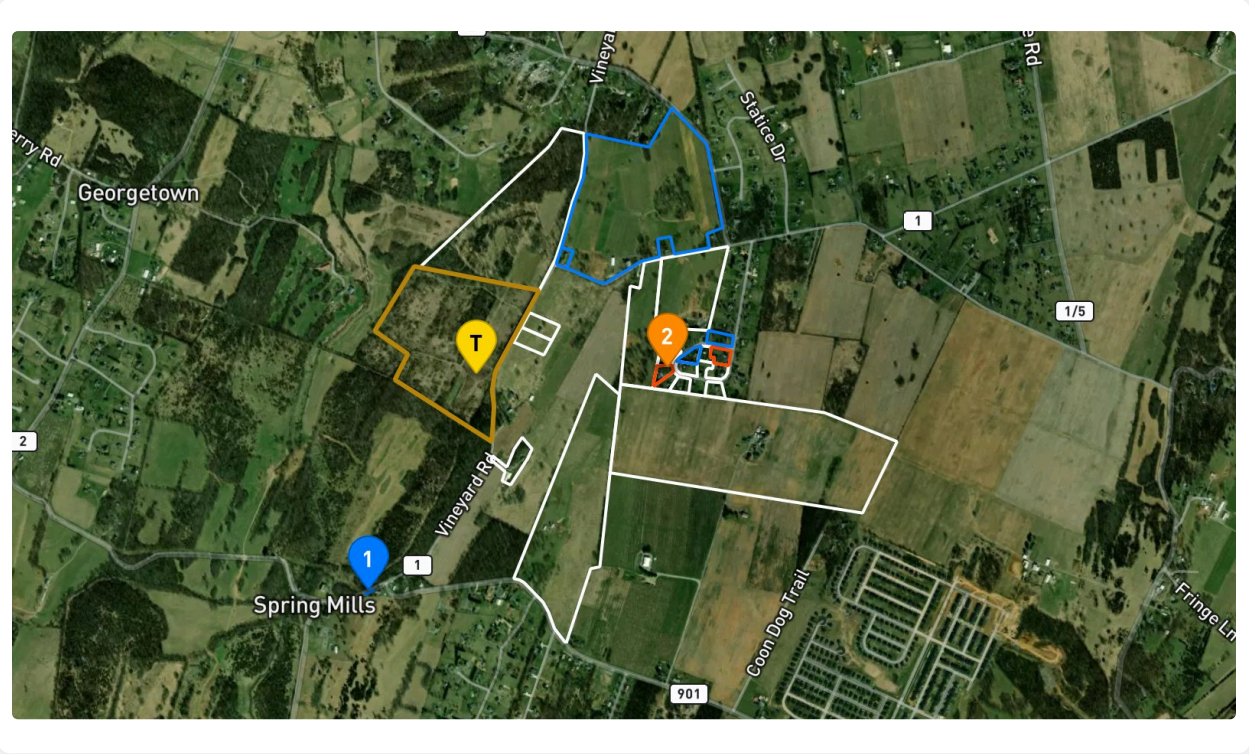 Vineya
e Rd
Statice Dr
erry Rd
Georgetown
1
1/5
2
T
2
Vineyard Rd
1
1
Spring Mills
Coon Dog Trail
Fringe Ln
901